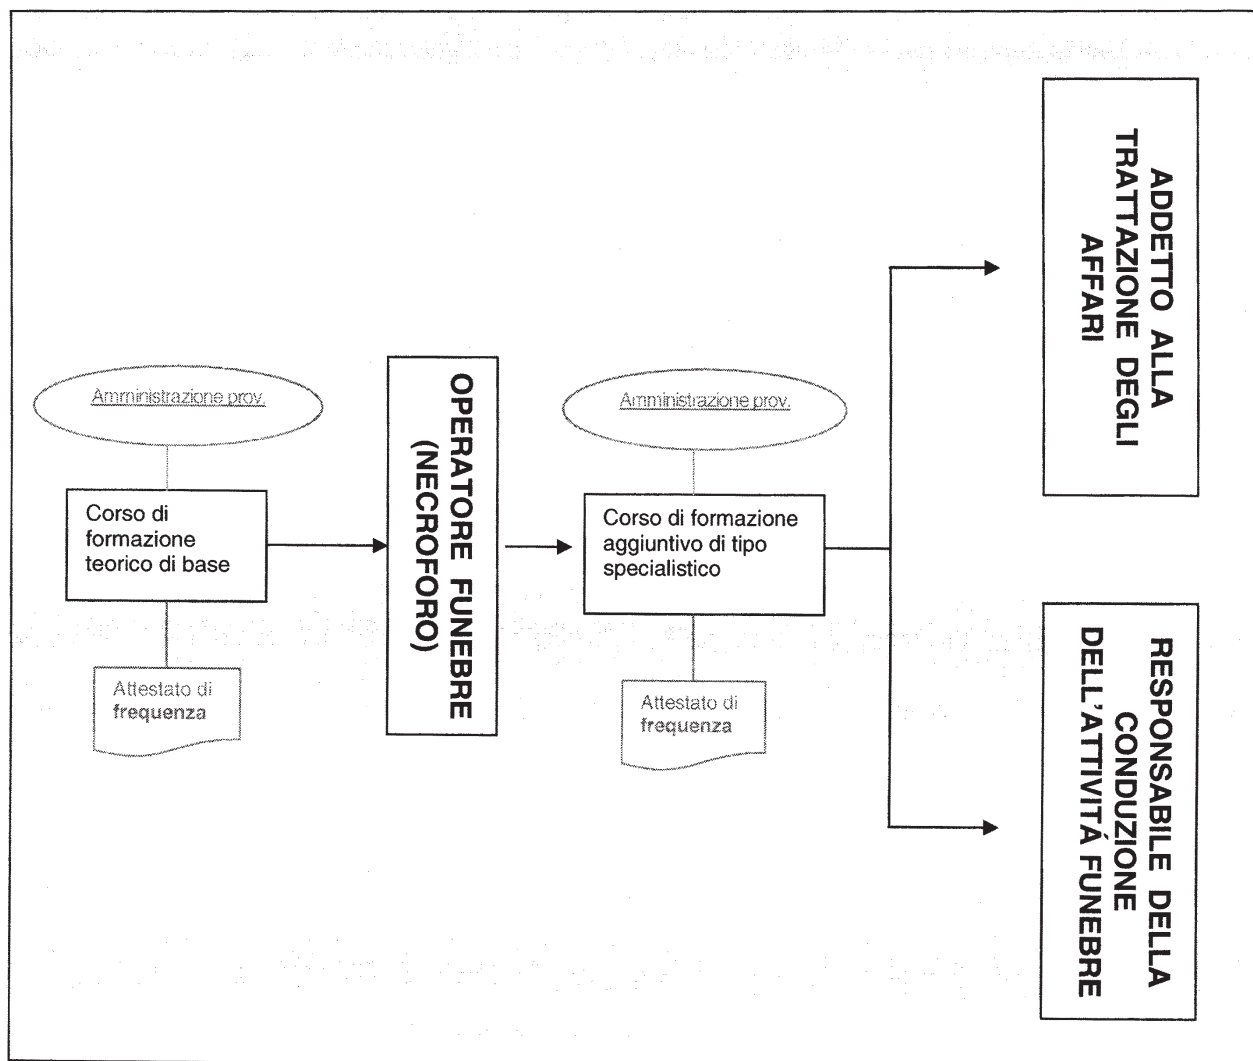 Amministrazione prov.
Corso di
formazione
teorico di base
Attestato di
frequenza
OPERATORE FUNEBRE
(NECROFORO)
Amministrazione prov.
Corso di formazione
aggiuntivo di tipo
specialistico
Attestato di
frequenza
ADDETTO ALLA
TRATTAZIONE DEGLI
AFFARI
RESPONSABILE DELLA
CONDUZIONE
DELL'ATTIVITÁ FUNEBRE